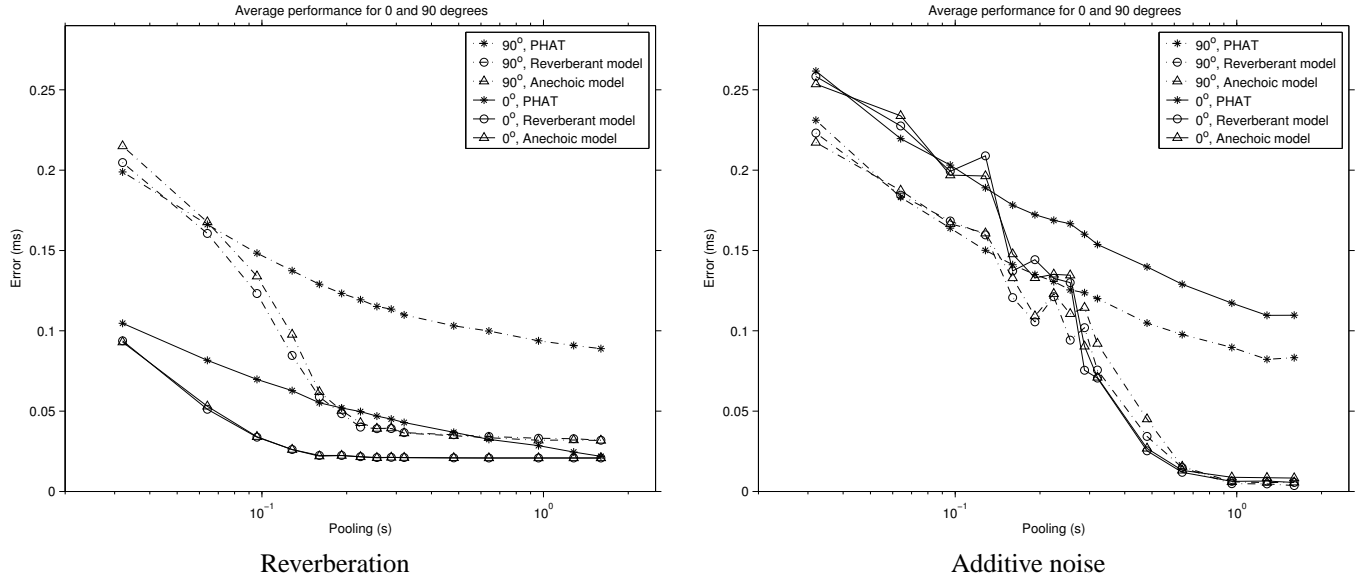 Average performance for 0 and 90 degrees
90°, PHAT
90°, Reverberant model
90°, Anechoic model
0°, PHAT
0°, Reverberant model
0°, Anechoic model
0.25
0.2
0.15
0.1
0.05
0
Error (ms)
10⁻¹
10⁰
Pooling (s)
Reverberation
Average performance for 0 and 90 degrees
90°, PHAT
90°, Reverberant model
90°, Anechoic model
0°, PHAT
0°, Reverberant model
0°, Anechoic model
0.25
0.2
0.15
0.1
0.05
0
Error (ms)
10⁻¹
10⁰
Pooling (s)
Additive noise